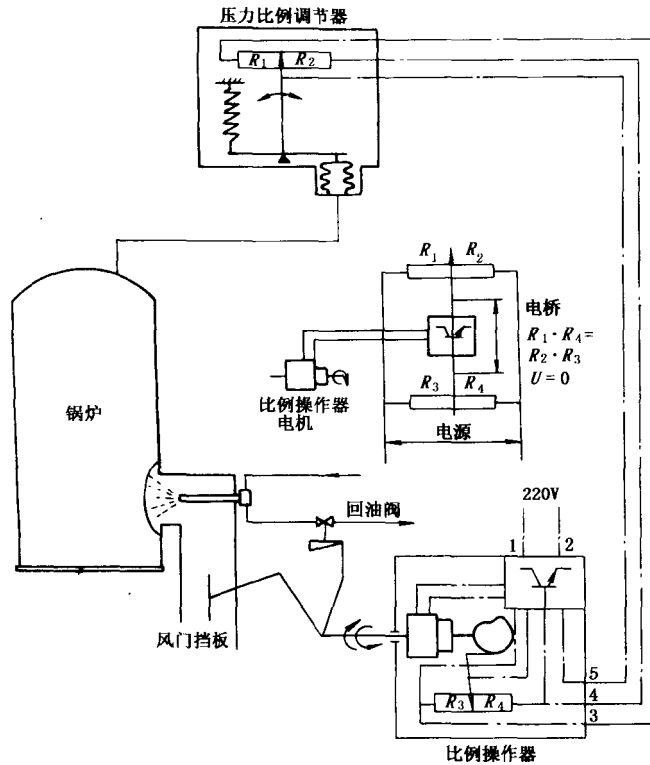 压力比例调节器
R1 R2
R1 R2
电桥
R1·R4=
R2·R3
U=0
R3 R4
比例操作器
电机
电源
锅炉
220V
回油阀
1 2
风门挡板
5
R3 R4
4
3
比例操作器